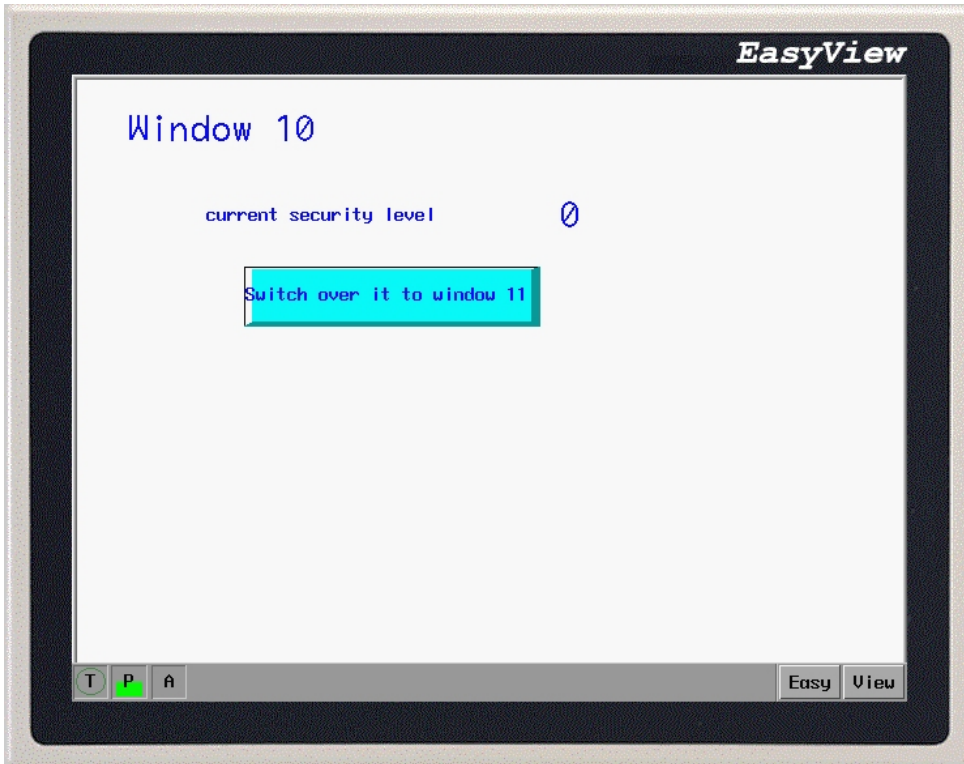 EasyView
Window 10
current security level 0
Switch over it to window 11
T P A Easy View